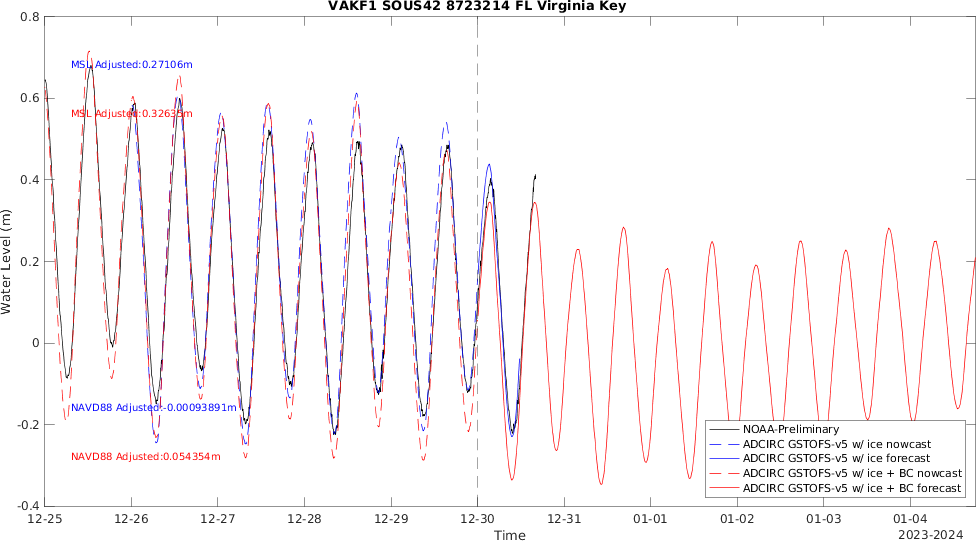 VAKF1 SOUS42 8723214 FL Virginia Key
Water Level (m)
0.8
0.6
0.4
0.2
0
-0.2
-0.4
MSL Adjusted:0.27106m
MSL Adjusted:0.32635m
NAVD88 Adjusted:-0.00093891m
NAVD88 Adjusted:0.054354m
NOAA-Preliminary
ADCIRC GSTOFS-v5 w/ ice nowcast
ADCIRC GSTOFS-v5 w/ ice forecast
ADCIRC GSTOFS-v5 w/ ice + BC nowcast
ADCIRC GSTOFS-v5 w/ ice + BC forecast
12-25 12-26 12-27 12-28 12-29 12-30 12-31 01-01 01-02 01-03 01-04
Time
2023-2024